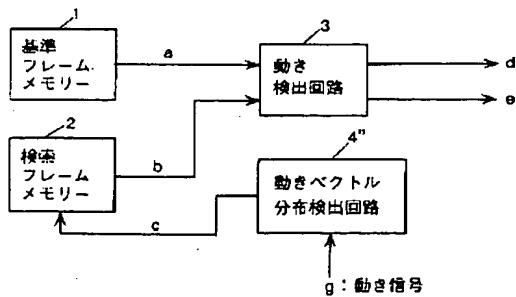 1
基準
フレーム
メモリー
a
3
動き
検出回路
d
e
2
検索
フレーム
メモリー
b
4"
動きベクトル
分布検出回路
c
g：動き信号